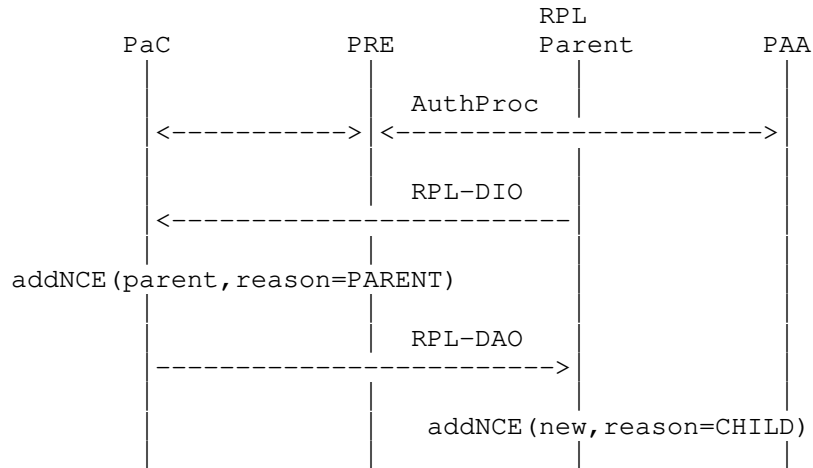 RPL
PaC PRE Parent PAA
AuthProc
<-----------> <----------------------->
RPL-DIO
<-------------------------
addNCE(parent,reason=PARENT)
RPL-DAO
------------------------->
addNCE(new,reason=CHILD)